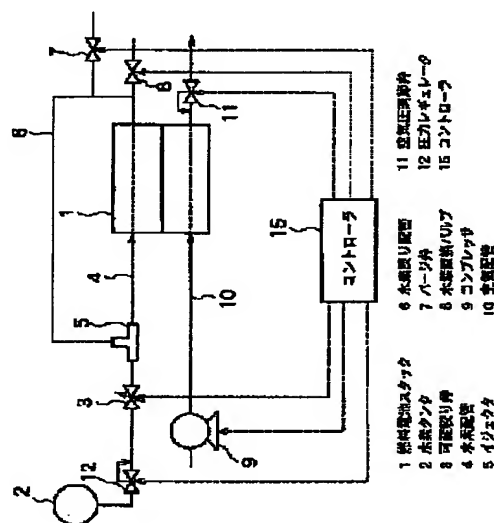 2
12
3
5
4
1
6
7
8
11
10
9
15
コントローラ
1 燃料電池スタック
2 水素タンク
3 可変絞り弁
4 水素配管
5 イジェクタ
6 水素戻り配管
7 パージ弁
8 水素 バルブ
9 コンプレッサ
10 空気配管
11 空気圧調節弁
12 圧力レギュレータ
15 コントローラ